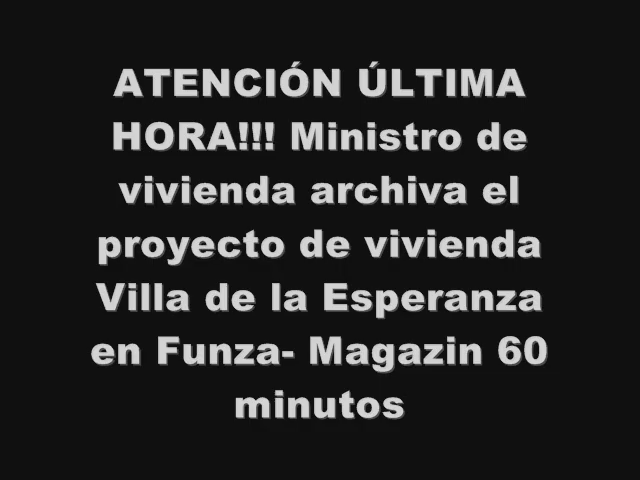 ATENCIÓN ÚLTIMA
HORA!!! Ministro de
vivienda archiva el
proyecto de vivienda
Villa de la Esperanza
en Funza- Magazin 60
minutos